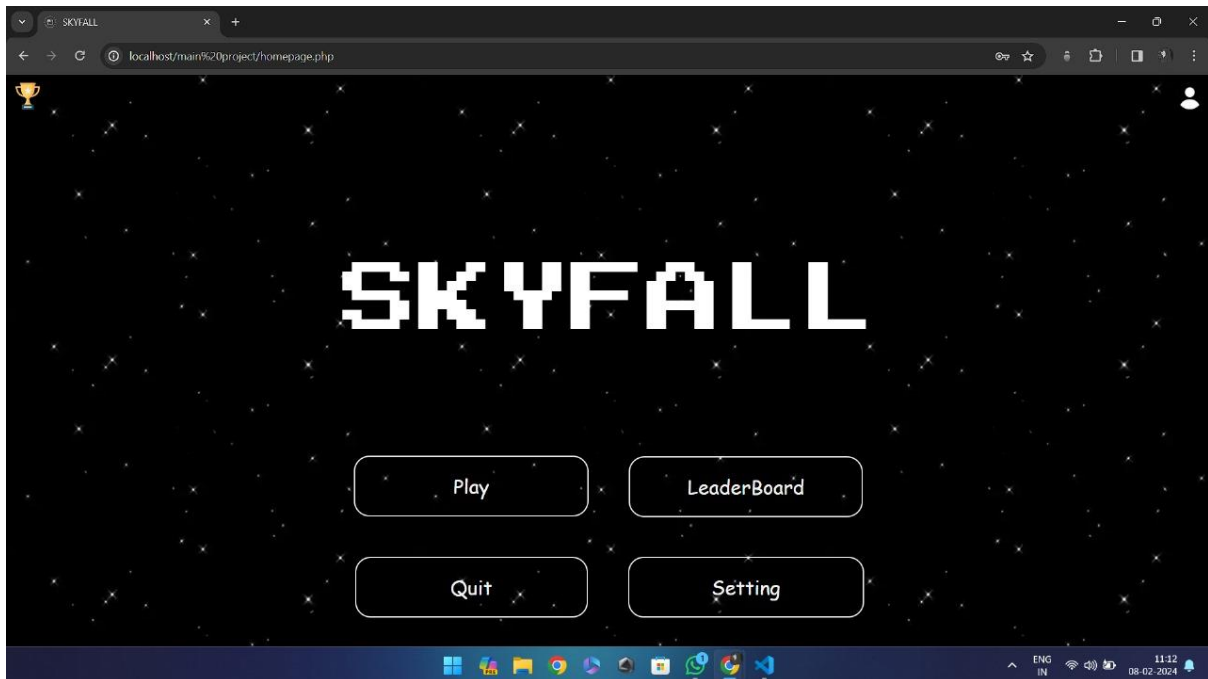 SKYFALL
localhost/main%20project/homepage.php
SKYFALL
Play LeaderBoard
Quit Setting
ENG 11:12
IN 08-02-2024